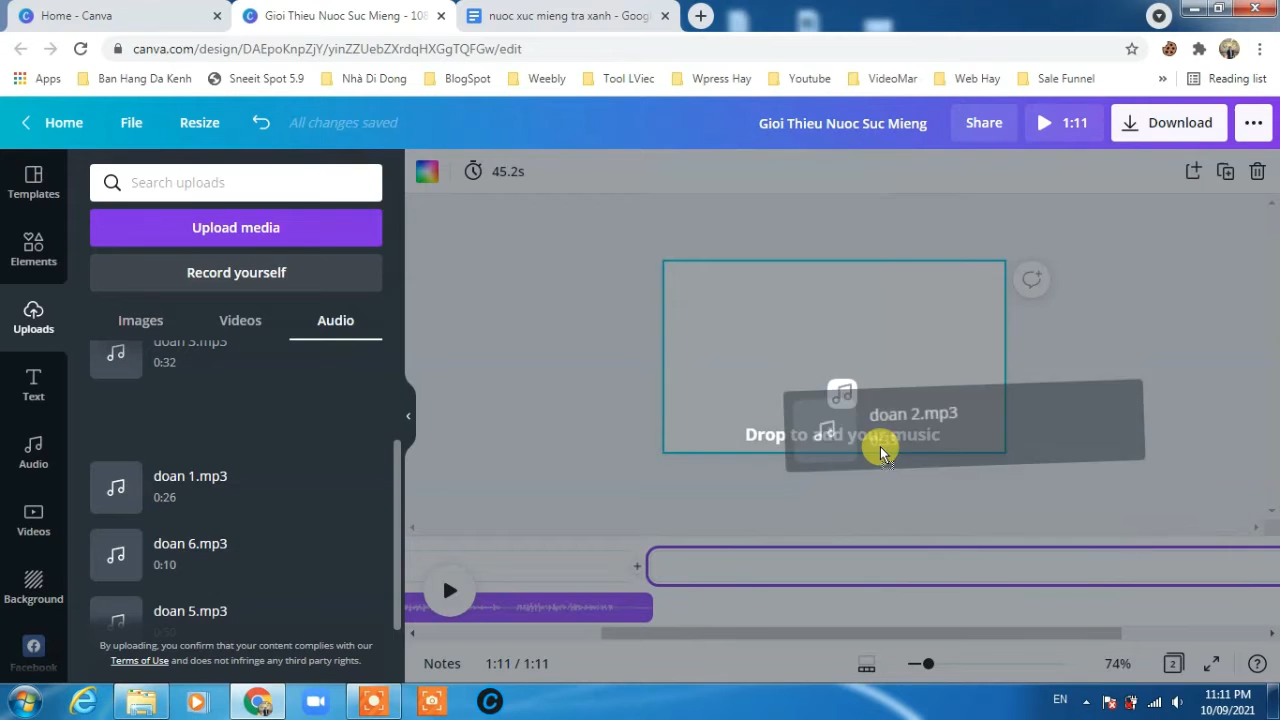 Home - Canva
Gioi Thieu Nuoc Suc Mieng - 108
nuoc xuc mieng tra xanh - Goog
canva.com/design/DAEpoKnpZjY/yinZZUebZXrdqHXGgTQFGw/edit
Apps
Ban Hang Da Kenh
Sneeit Spot 5.9
Nhà Di Dong
BlogSpot
Weebly
Tool LViec
Wpress Hay
Youtube
VideoMar
Web Hay
Sale Funnel
»
Reading list
Home
File
Resize
All changes saved
Gioi Thieu Nuoc Suc Mieng
Share
1:11
Download
Templates
Elements
Uploads
Text
Audio
Videos
Background
Facebook
Search uploads
Upload media
Record yourself
Images
Videos
Audio
doan 3.mp3
0:32
doan 1.mp3
0:26
doan 6.mp3
0:10
doan 5.mp3
0:50
By uploading, you confirm that your content complies with our
Terms of Use and does not infringe any third party rights.
45.2s
doan 2.mp3
Drop to add your music
Notes
1:11 / 1:11
74%
2
EN
11:11 PM
10/09/2021